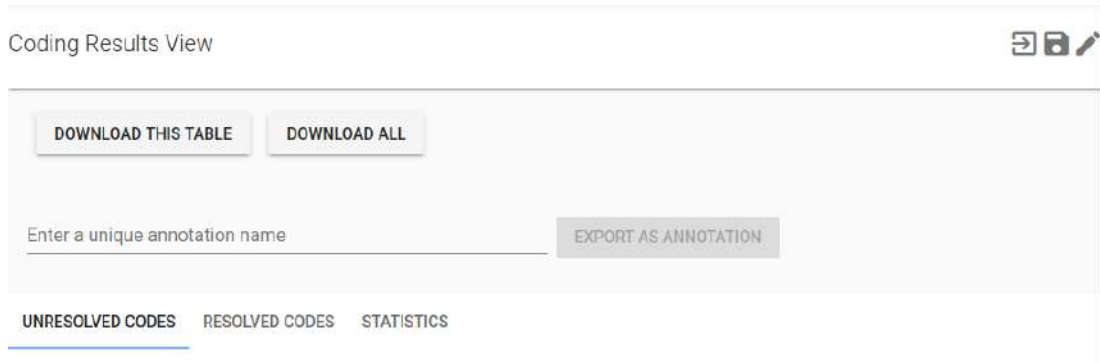 Coding Results View
DOWNLOAD THIS TABLE DOWNLOAD ALL
Enter a unique annotation name EXPORT AS ANNOTATION
UNRESOLVED CODES RESOLVED CODES STATISTICS